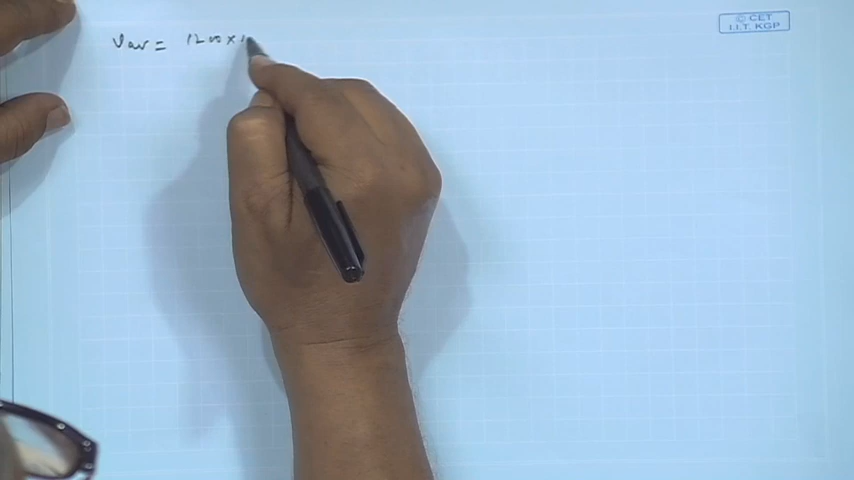 © CET
I.I.T. KGP
Vav = 1200×